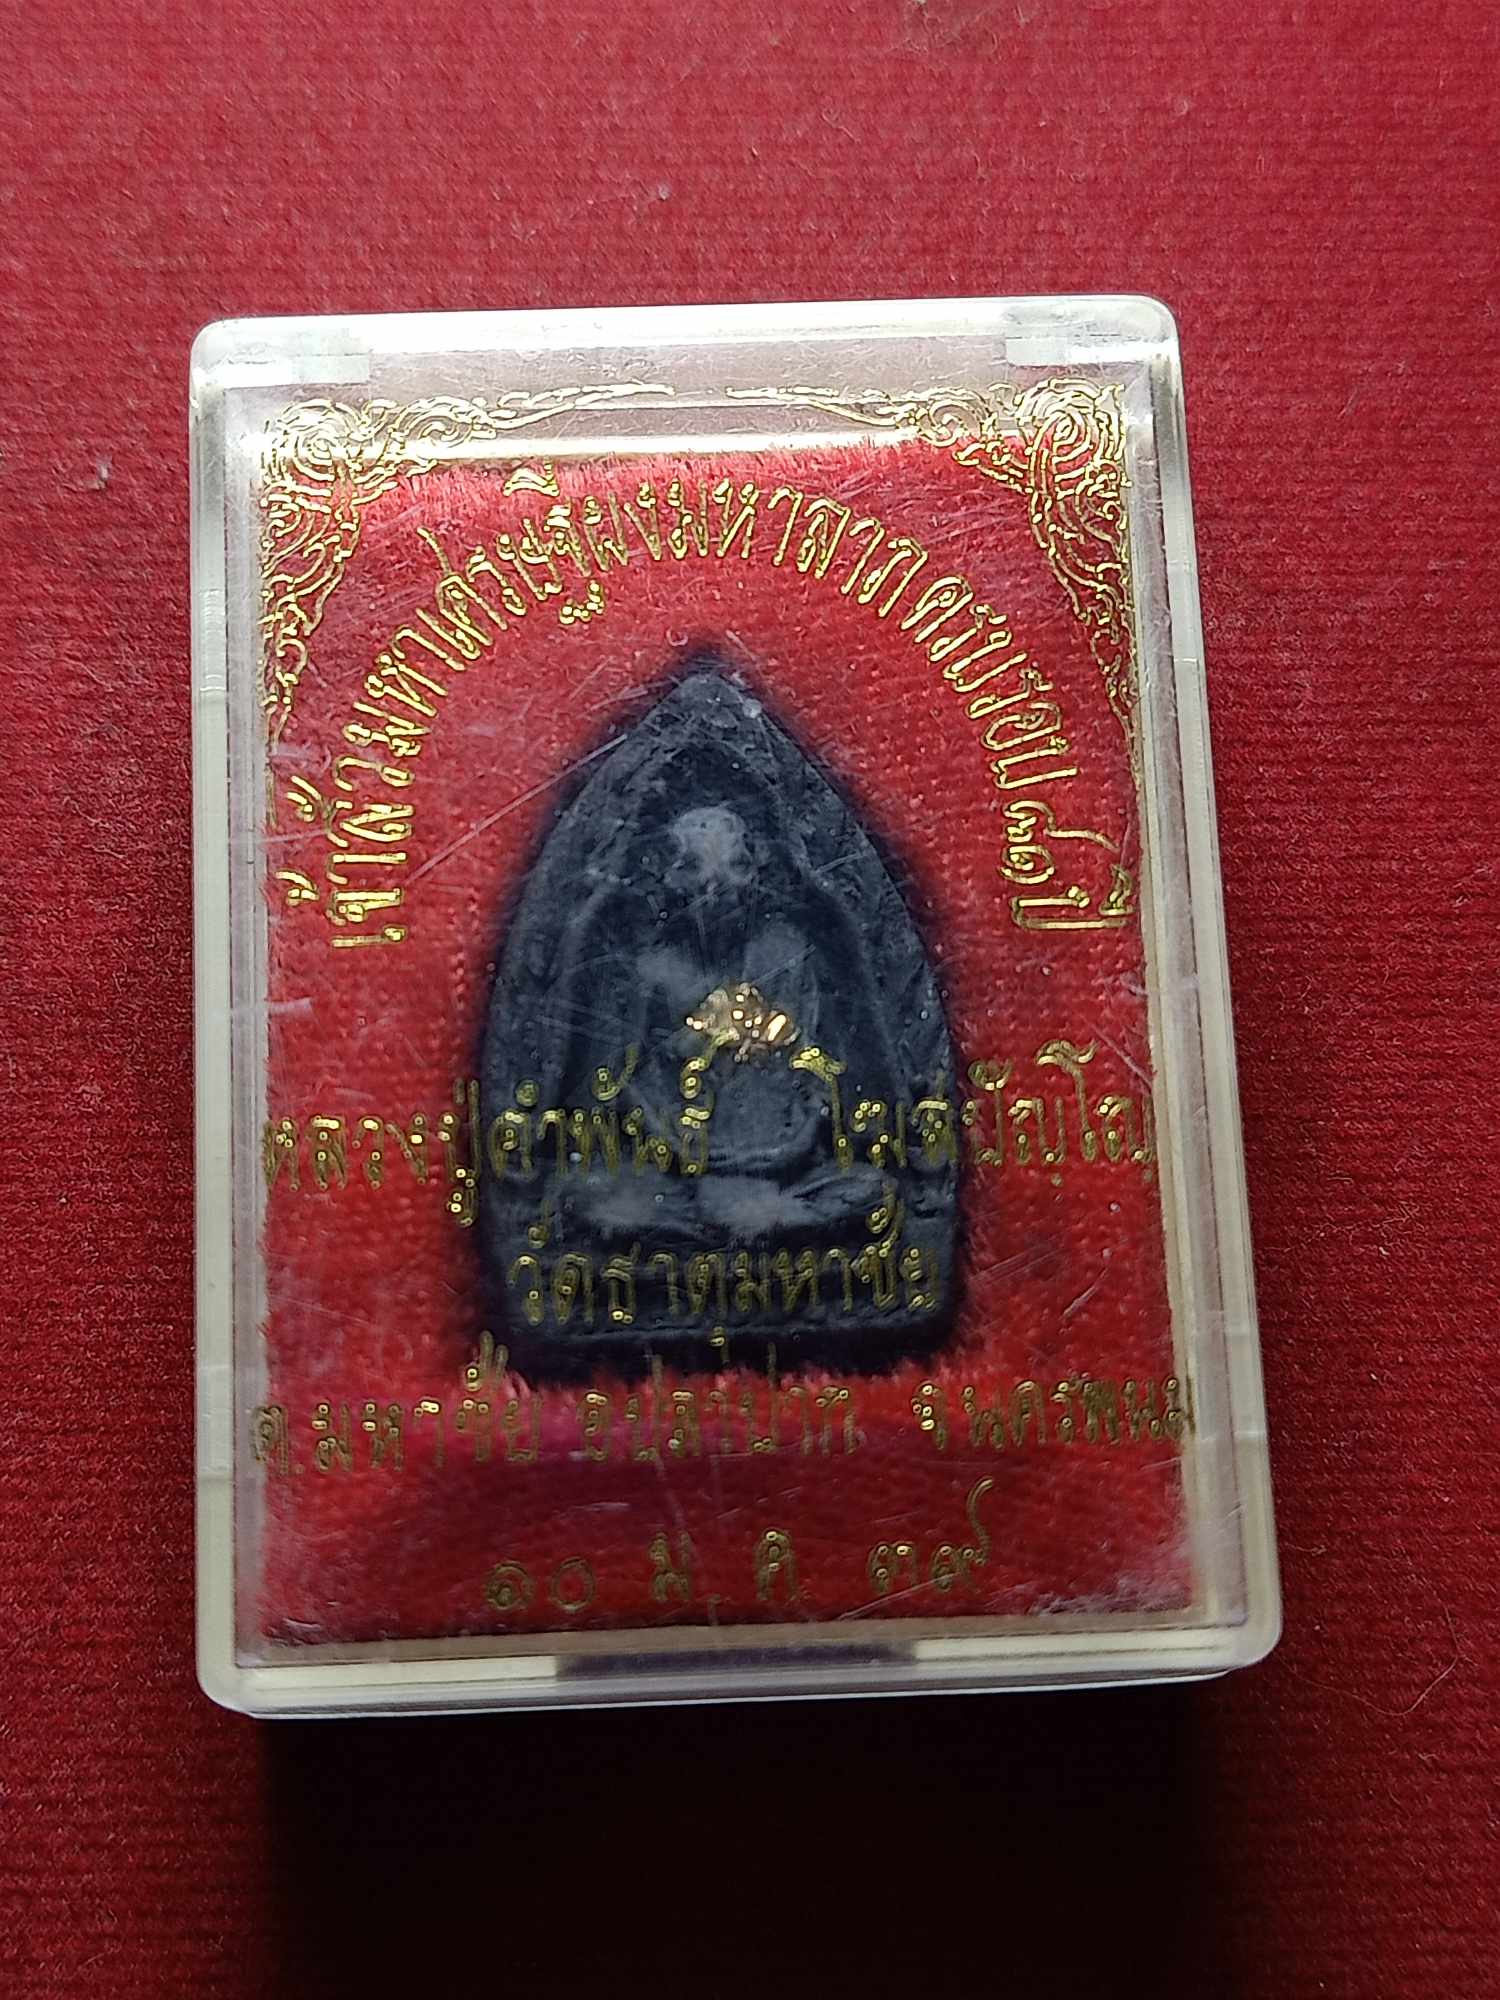 เจ้าสัวมหาเศรษฐีผงมหาลาภ ครบรอบ ๘๑ ปี
หลวงปู่คำพันธ์ โฆสปัญโญ
วัดธาตุมหาชัย
ต.มหาชัย อ.ปลาปาก จ.นครพนม
๑๐ ม.ค ๓๙